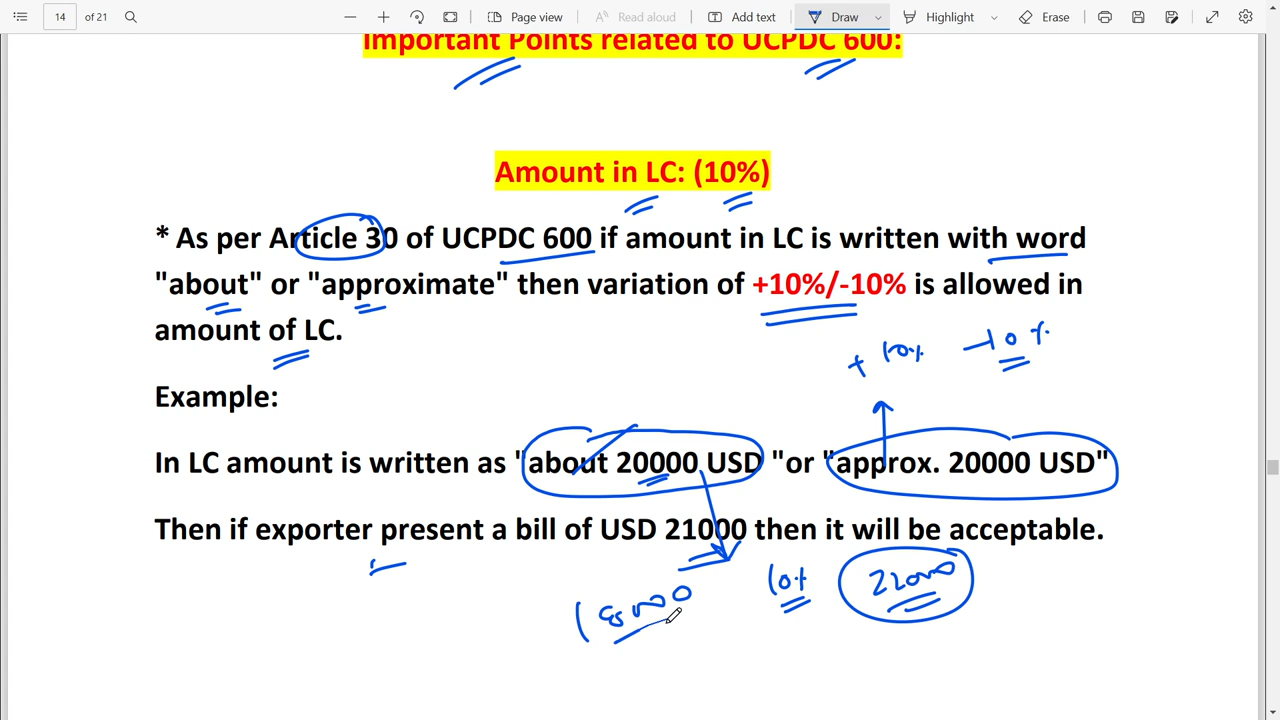 14 of 21 Page view Read aloud Add text Draw Highlight Erase
Important Points related to UCPDC 600:
Amount in LC: (10%)
* As per Article 30 of UCPDC 600 if amount in LC is written with word
"about" or "approximate" then variation of +10%/-10% is allowed in
amount of LC.
+ 10% -10%
Example:
In LC amount is written as "about 20000 USD "or "approx. 20000 USD"
Then if exporter present a bill of USD 21000 then it will be acceptable.
10% 22000
18000